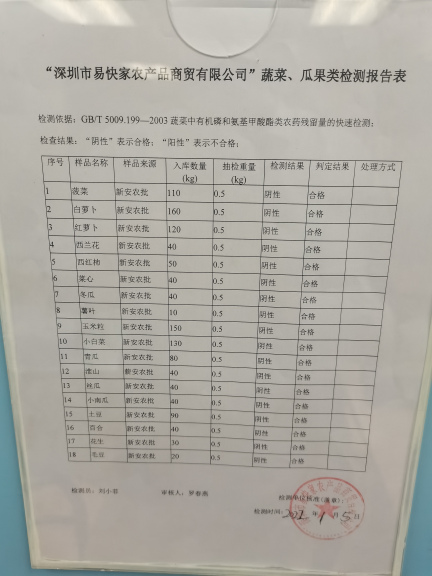 “深圳市易快家农产品商贸有限公司”蔬菜、瓜果类检测报告表
检测依据：GB/T 5009.199—2003 蔬菜中有机磷和氨基甲酸酯类农药残留量的快速检测；
检查结果：“阴性”表示合格；“阳性”表示不合格；
序号 样品名称 样品来源 入库数量(kg) 抽检重量(kg) 检测结果 判定结果 处理方式
1 菠菜 新安农批 110 0.5 阴性 合格
2 白萝卜 新安农批 160 0.5 阴性 合格
3 红萝卜 新安农批 120 0.5 阴性 合格
4 西兰花 新安农批 40 0.5 阴性 合格
5 西红柿 新安农批 50 0.5 阴性 合格
6 菜心 新安农批 40 0.5 阴性 合格
7 冬瓜 新安农批 40 0.5 阴性 合格
8 薯叶 新安农批 10 0.5 阴性 合格
9 玉米粒 新安农批 150 0.5 阴性 合格
10 小白菜 新安农批 130 0.5 阴性 合格
11 青瓜 新安农批 80 0.5 阴性 合格
12 淮山 新安农批 40 0.5 阴性 合格
13 丝瓜 新安农批 40 0.5 阴性 合格
14 小南瓜 新安农批 40 0.5 阴性 合格
15 土豆 新安农批 90 0.5 阴性 合格
16 百合 新安农批 40 0.5 阴性 合格
17 花生 新安农批 30 0.5 阴性 合格
18 毛豆 新安农批 20 0.5 阴性 合格
检测员：刘小 审核人：罗春燕 检测单位核准(盖章)：
检测时间： 年 1 月 5 日